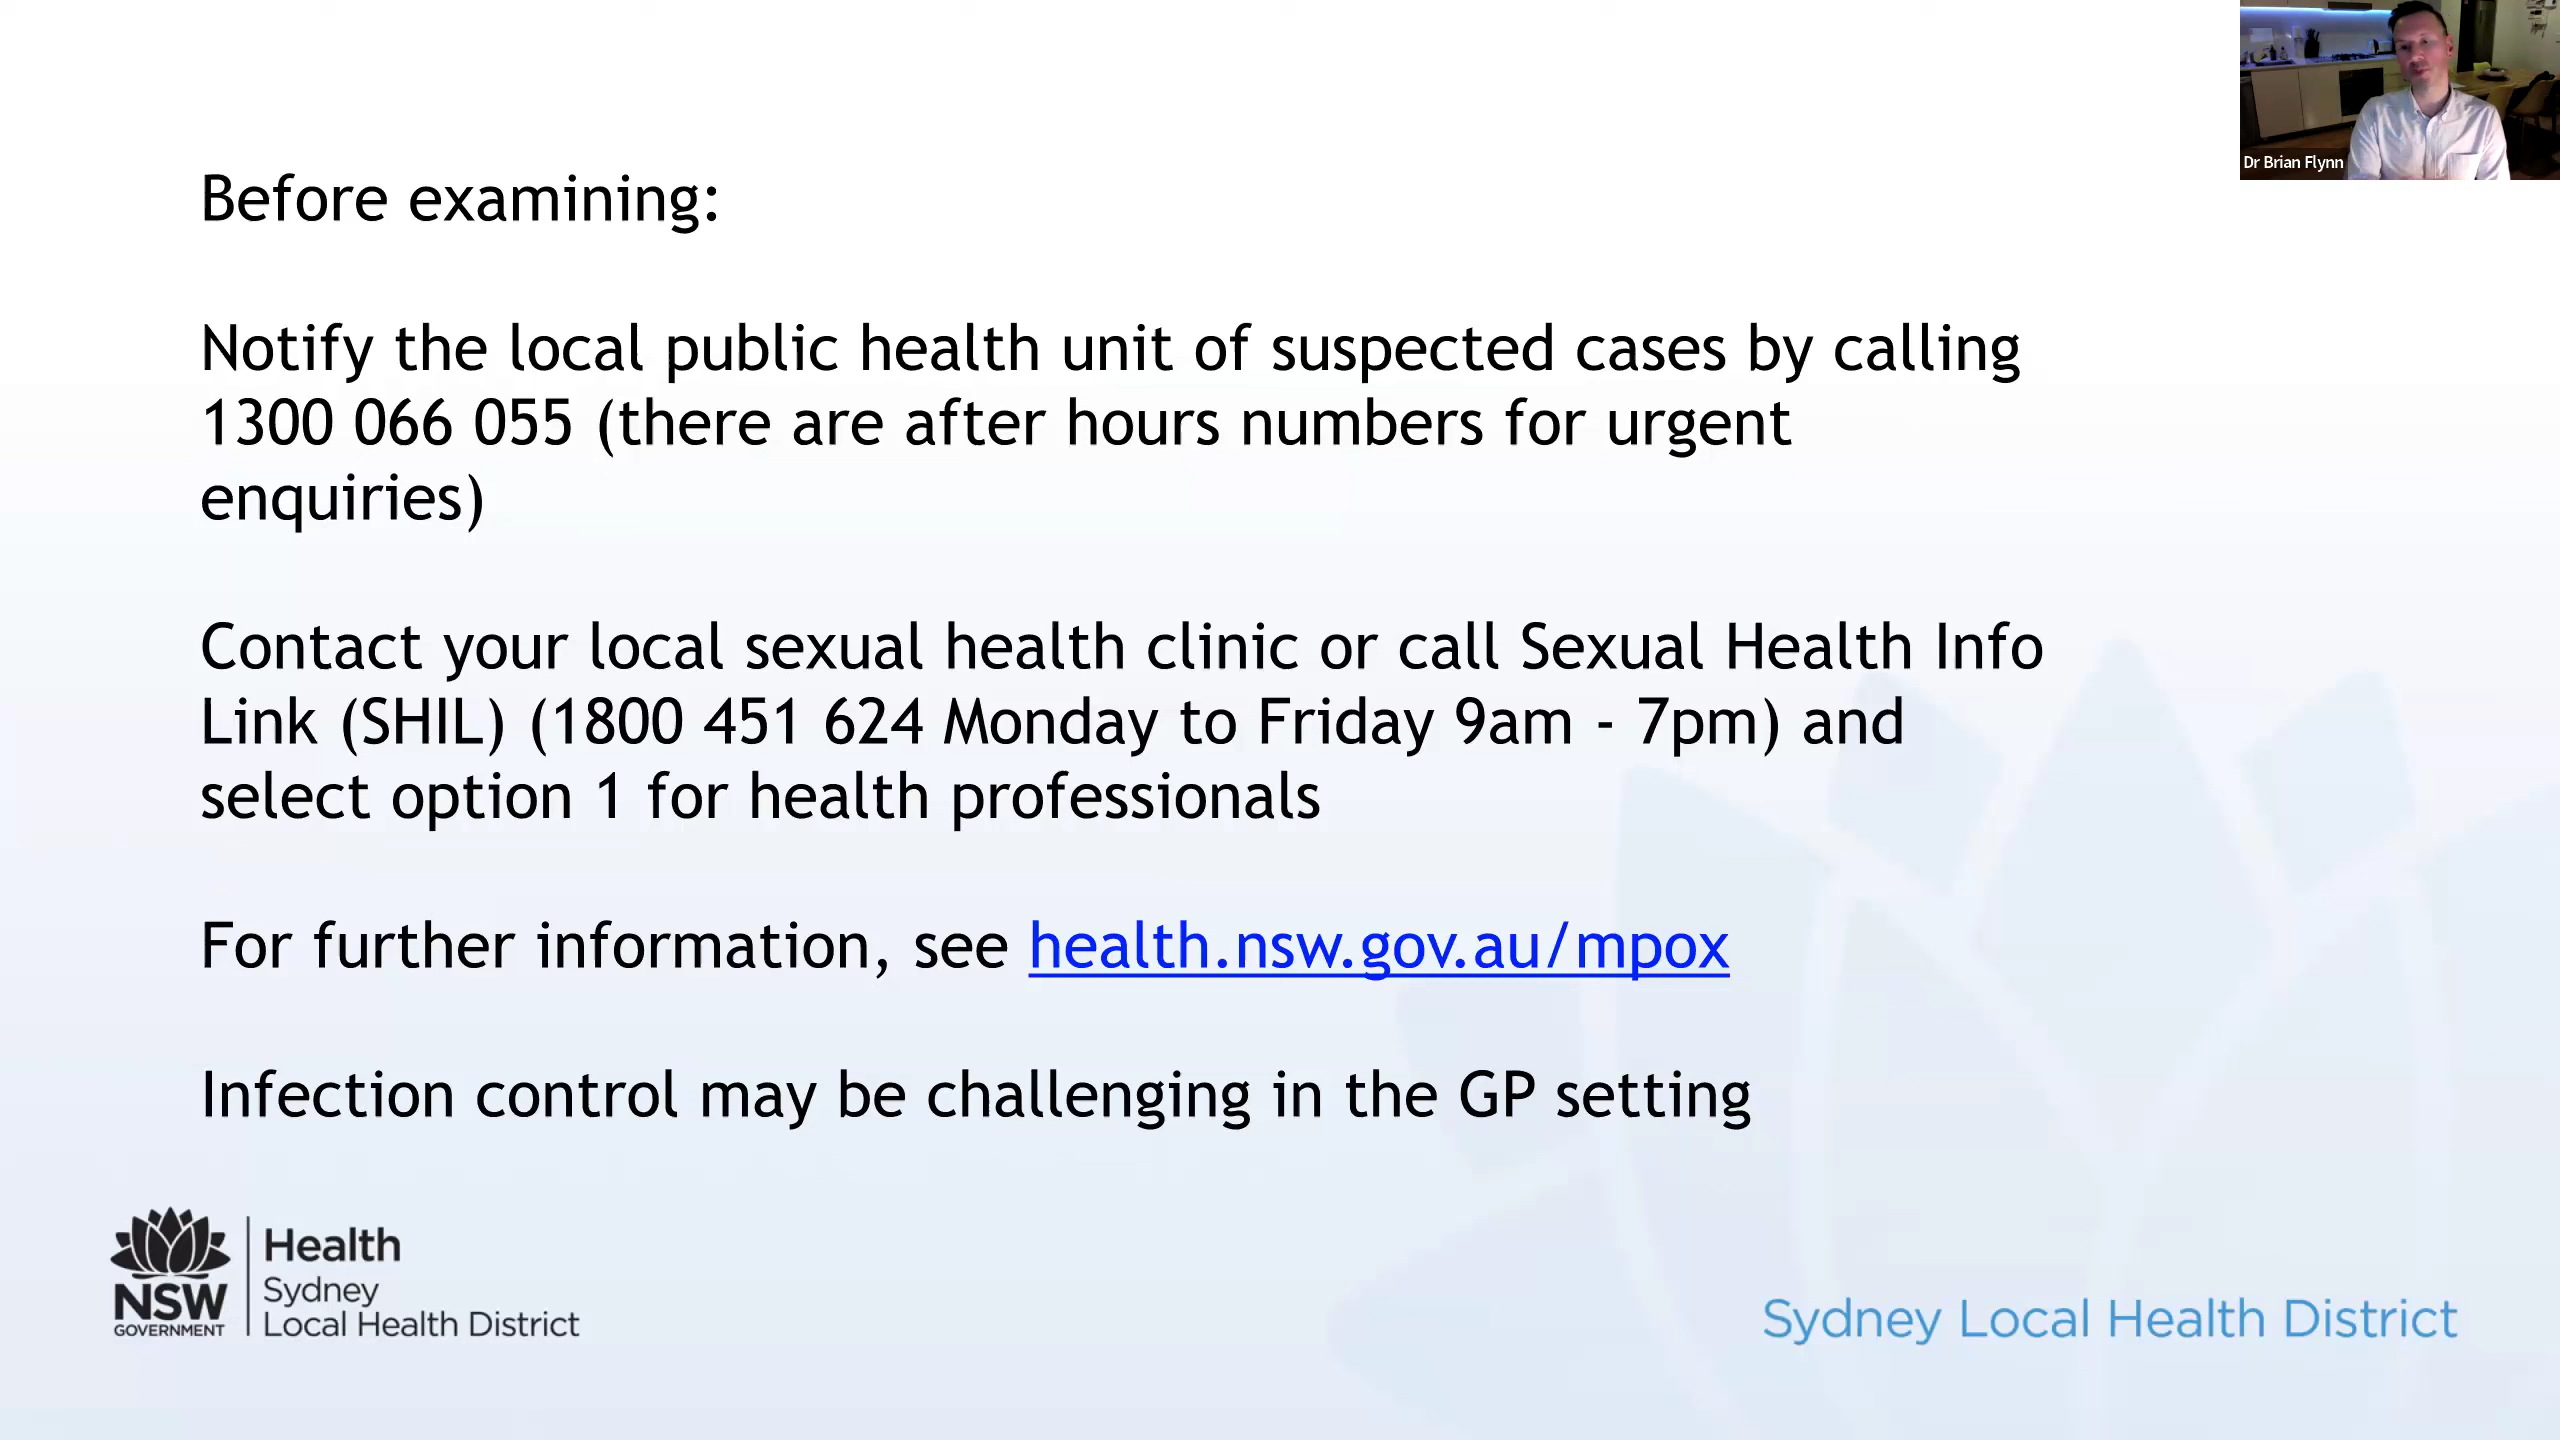 Dr Brian Flynn
Before examining:
Notify the local public health unit of suspected cases by calling
1300 066 055 (there are after hours numbers for urgent
enquiries)
Contact your local sexual health clinic or call Sexual Health Info
Link (SHIL) (1800 451 624 Monday to Friday 9am - 7pm) and
select option 1 for health professionals
For further information, see health.nsw.gov.au/mpox
Infection control may be challenging in the GP setting
NSW
GOVERNMENT
Health
Sydney
Local Health District
Sydney Local Health District